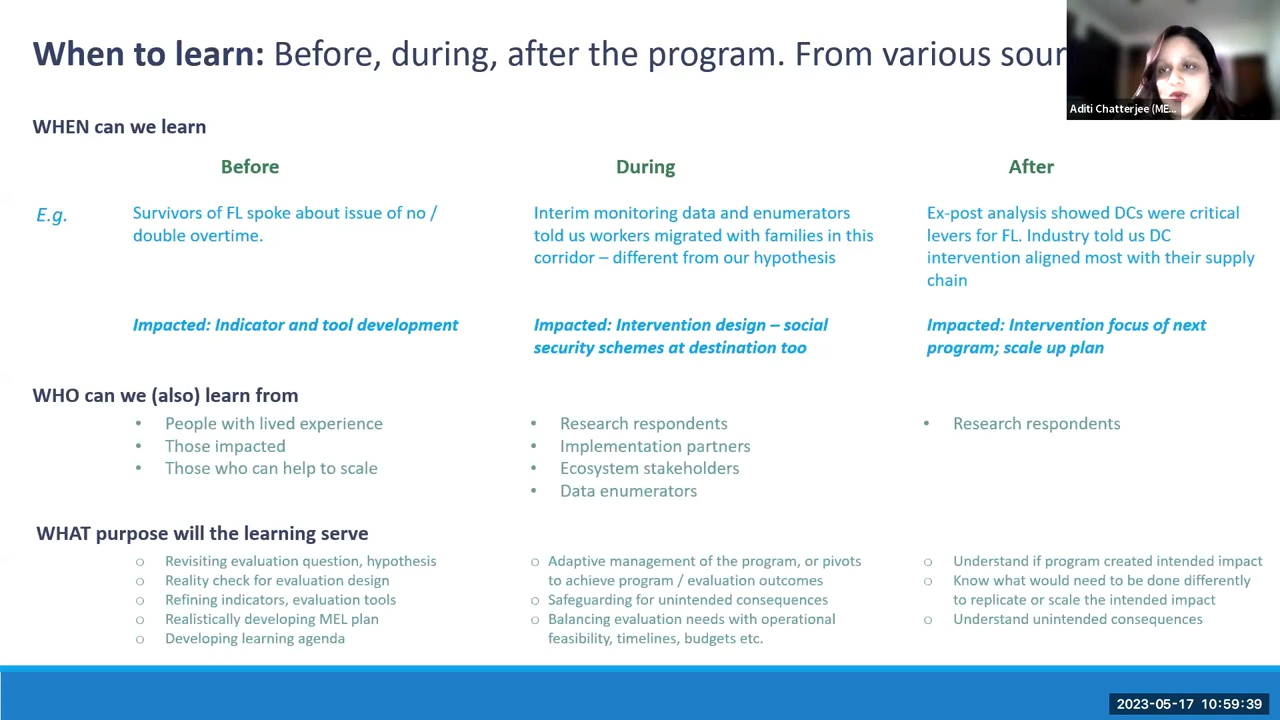 When to learn: Before, during, after the program. From various sour
Aditi Chatterjee (ME...
WHEN can we learn
Before
During
After
E.g.
Survivors of FL spoke about issue of no /
double overtime.
Interim monitoring data and enumerators
told us workers migrated with families in this
corridor – different from our hypothesis
Ex-post analysis showed DCs were critical
levers for FL. Industry told us DC
intervention aligned most with their supply
chain
Impacted: Indicator and tool development
Impacted: Intervention design – social
security schemes at destination too
Impacted: Intervention focus of next
program; scale up plan
WHO can we (also) learn from
• People with lived experience
• Those impacted
• Those who can help to scale
• Research respondents
• Implementation partners
• Ecosystem stakeholders
• Data enumerators
• Research respondents
WHAT purpose will the learning serve
○ Revisiting evaluation question, hypothesis
○ Reality check for evaluation design
○ Refining indicators, evaluation tools
○ Realistically developing MEL plan
○ Developing learning agenda
○ Adaptive management of the program, or pivots
to achieve program / evaluation outcomes
○ Safeguarding for unintended consequences
○ Balancing evaluation needs with operational
feasibility, timelines, budgets etc.
○ Understand if program created intended impact
○ Know what would need to be done differently
to replicate or scale the intended impact
○ Understand unintended consequences
2023-05-17 10:59:39